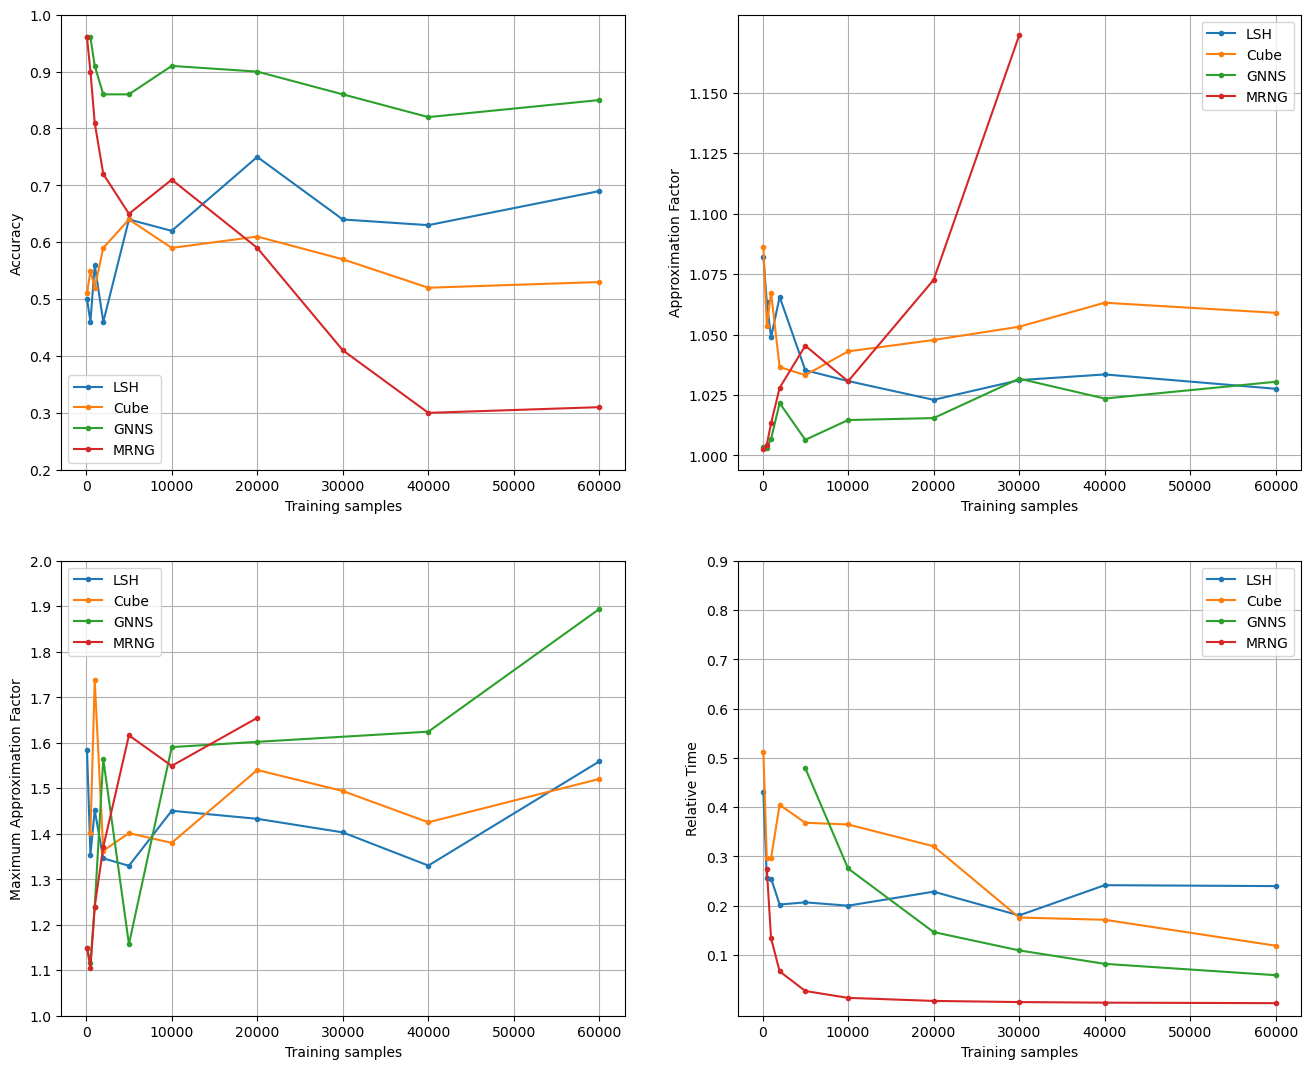 1.0
0.9
0.8
0.7
0.6
0.5
0.4
0.3
0.2
Accuracy
LSH
Cube
GNNS
MRNG
0 10000 20000 30000 40000 50000 60000
Training samples
1.150
1.125
1.100
1.075
1.050
1.025
1.000
Approximation Factor
LSH
Cube
GNNS
MRNG
0 10000 20000 30000 40000 50000 60000
Training samples
2.0
1.9
1.8
1.7
1.6
1.5
1.4
1.3
1.2
1.1
1.0
Maximum Approximation Factor
LSH
Cube
GNNS
MRNG
0 10000 20000 30000 40000 50000 60000
Training samples
0.9
0.8
0.7
0.6
0.5
0.4
0.3
0.2
0.1
Relative Time
LSH
Cube
GNNS
MRNG
0 10000 20000 30000 40000 50000 60000
Training samples